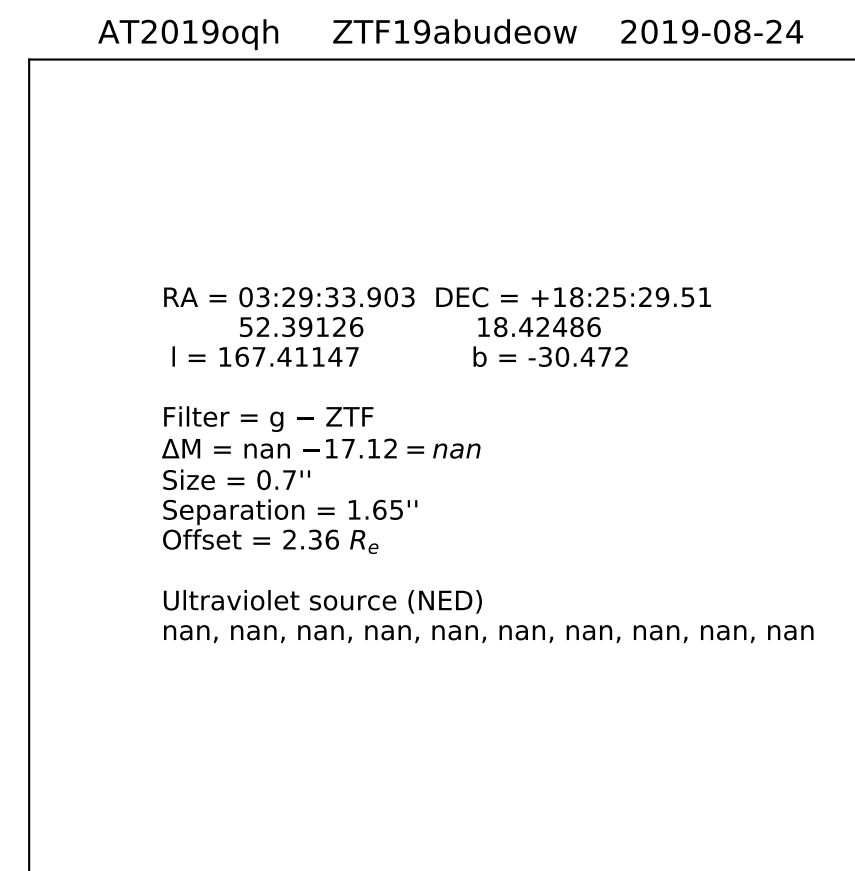 AT2019oqh ZTF19abudeow 2019-08-24
RA = 03:29:33.903 DEC = +18:25:29.51
52.39126 18.42486
l = 167.41147 b = -30.472
Filter = g − ZTF
ΔM = nan −17.12 = nan
Size = 0.7''
Separation = 1.65''
Offset = 2.36 Rₑ
Ultraviolet source (NED)
nan, nan, nan, nan, nan, nan, nan, nan, nan, nan